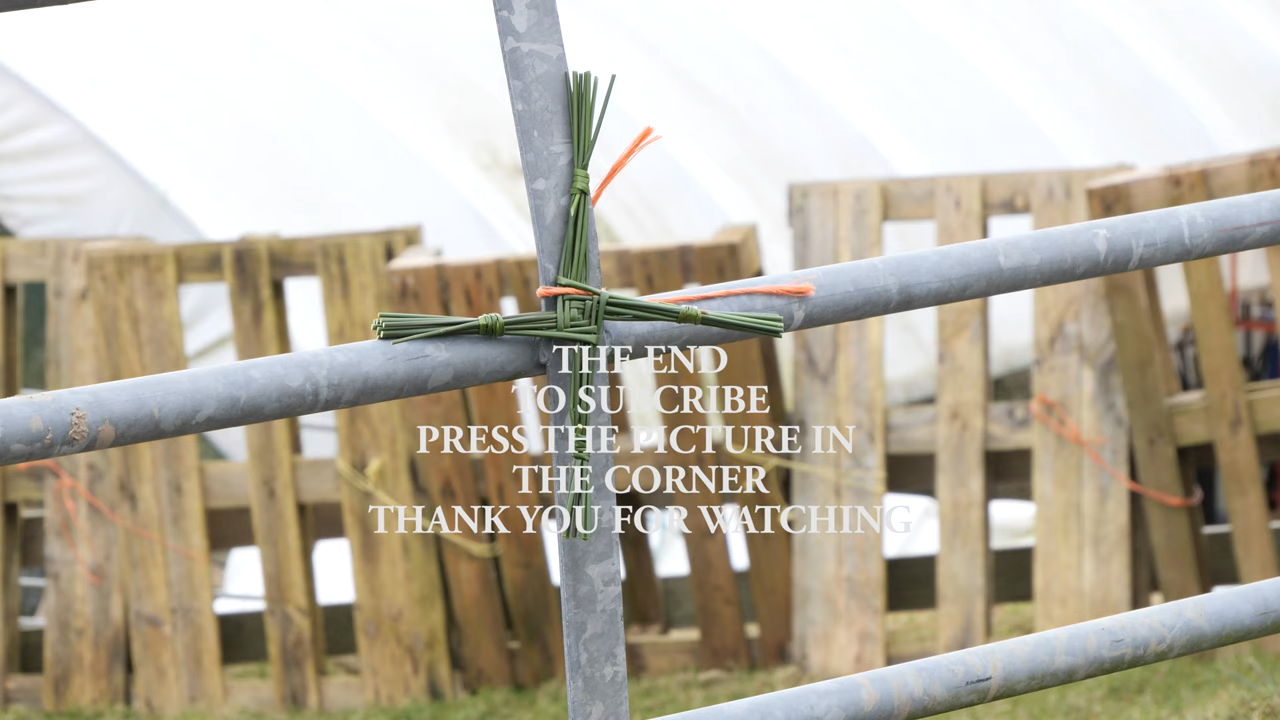 THE END
TO SUBCRIBE
PRESS THE PICTURE IN
THE CORNER
THANK YOU FOR WATCHING